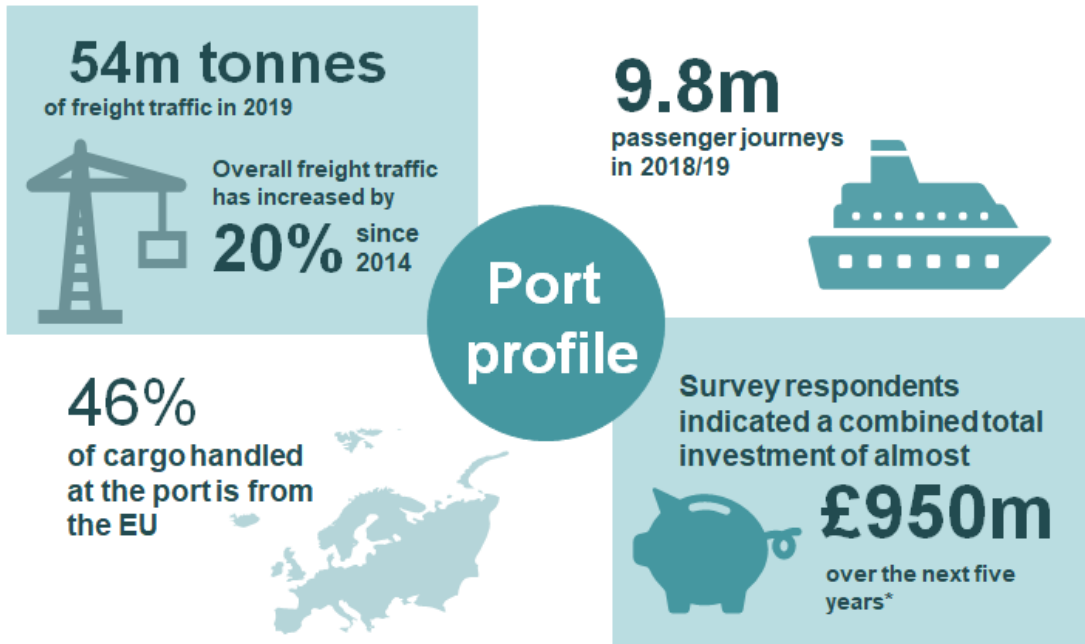 54m tonnes
of freight traffic in 2019
Overall freight traffic
has increased by
20% since
2014
9.8m
passenger journeys
in 2018/19
Port
profile
46%
of cargo handled
at the port is from
the EU
Survey respondents
indicated a combined total
investment of almost
£950m
over the next five
years*